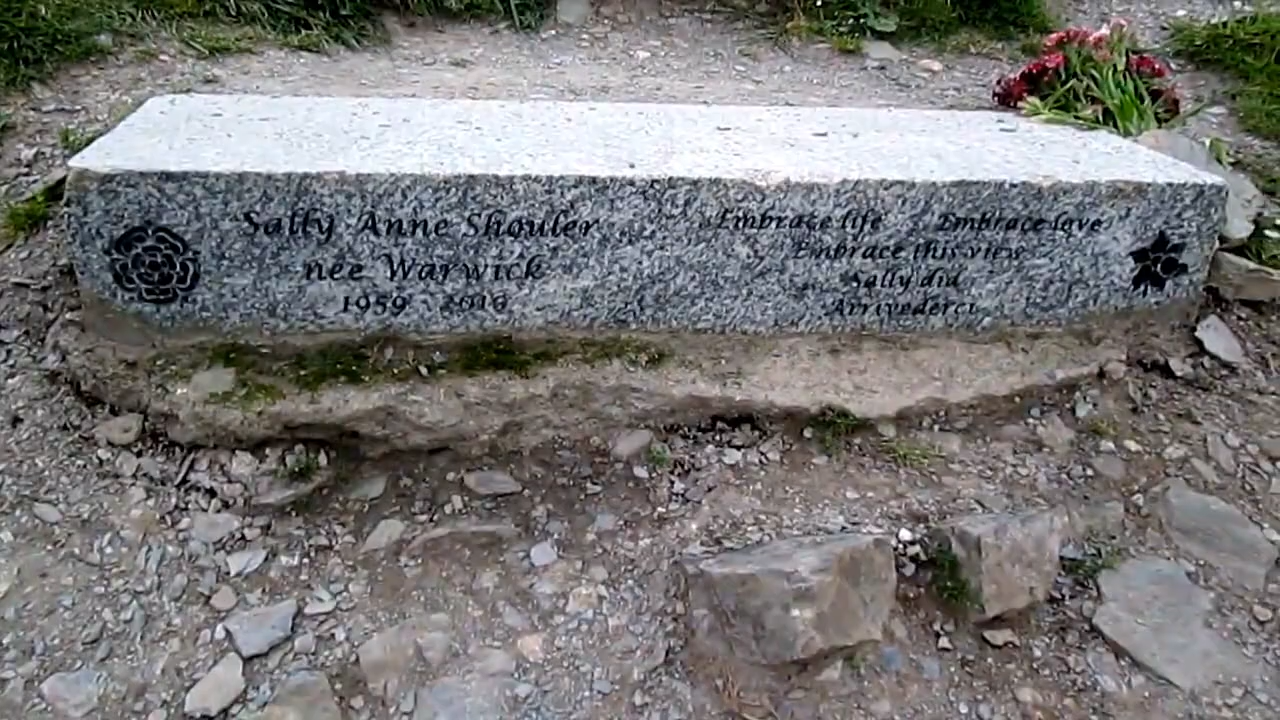 Sally Anne Shouler
nee Warwick
1959 - 2016
Embrace life Embrace love
Embrace this view
Sally did
Arrivederci